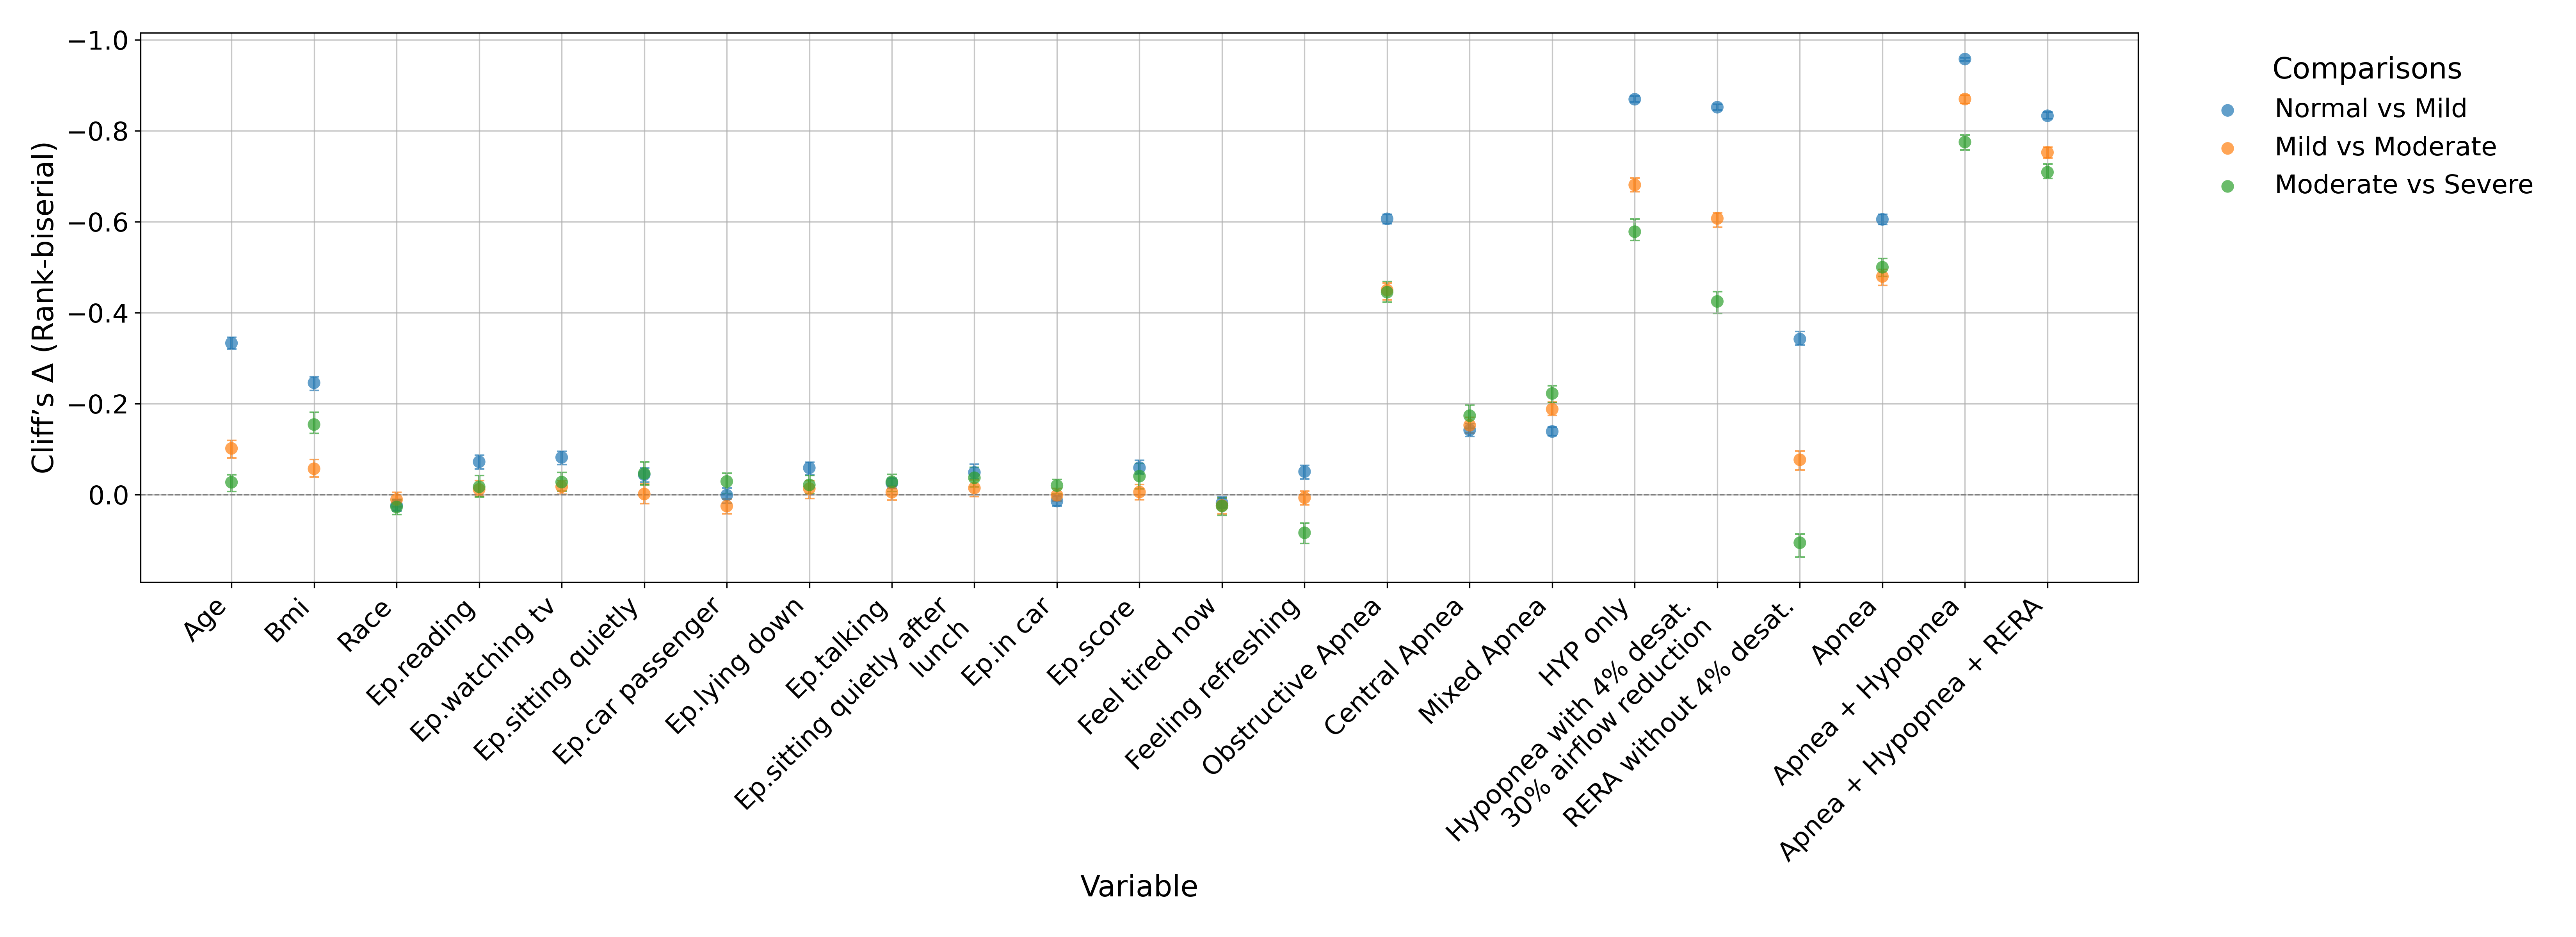 Cliff’s Δ (Rank-biserial)
−1.0
−0.8
−0.6
−0.4
−0.2
0.0
Age
Bmi
Race
Ep.reading
Ep.watching tv
Ep.sitting quietly
Ep.car passenger
Ep.lying down
Ep.talking
Ep.sitting quietly after
lunch
Ep.in car
Ep.score
Feel tired now
Feeling refreshing
Obstructive Apnea
Central Apnea
Mixed Apnea
HYP only
Hypopnea with 4% desat.
30% airflow reduction
RERA without 4% desat.
Apnea
Apnea + Hypopnea
Apnea + Hypopnea + RERA
Variable
Comparisons
Normal vs Mild
Mild vs Moderate
Moderate vs Severe